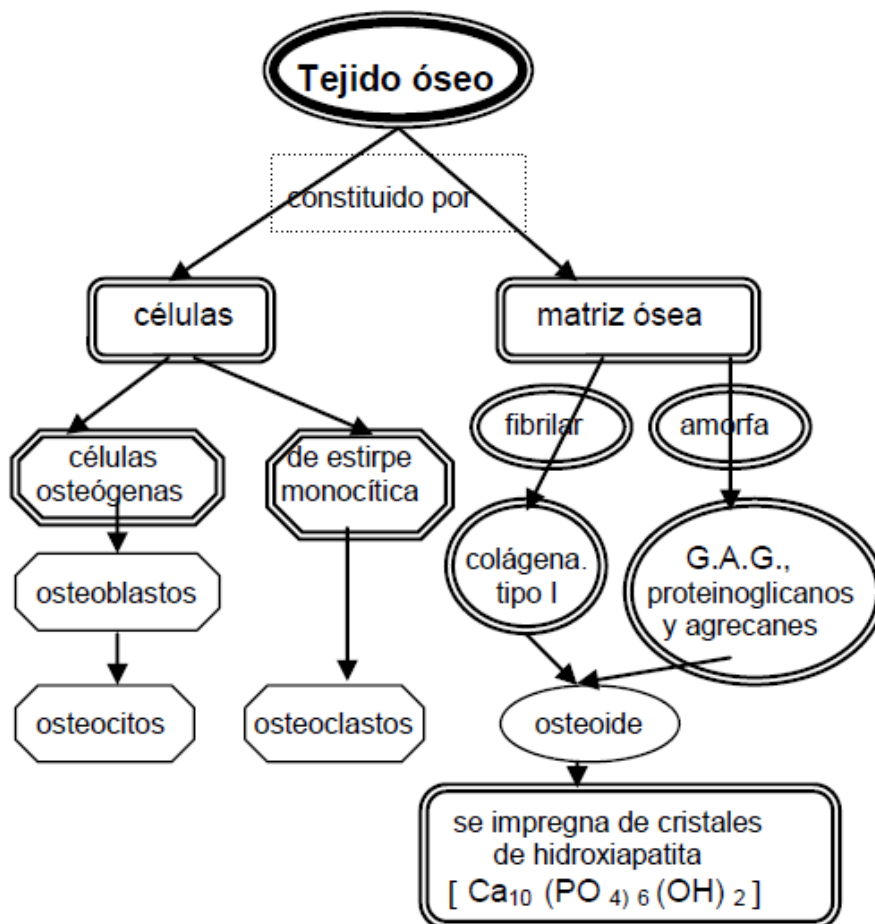 Tejido óseo
constituido por
células
matriz ósea
fibrilar
amorfa
células
osteógenas
de estirpe
monocítica
colágena.
tipo I
G.A.G.,
proteinoglicanos
y agrecanes
osteoblastos
osteocitos
osteoclastos
osteoide
se impregna de cristales
de hidroxiapatita
[ Ca₁₀ (PO ₄₎ ₆ (OH) ₂ ]